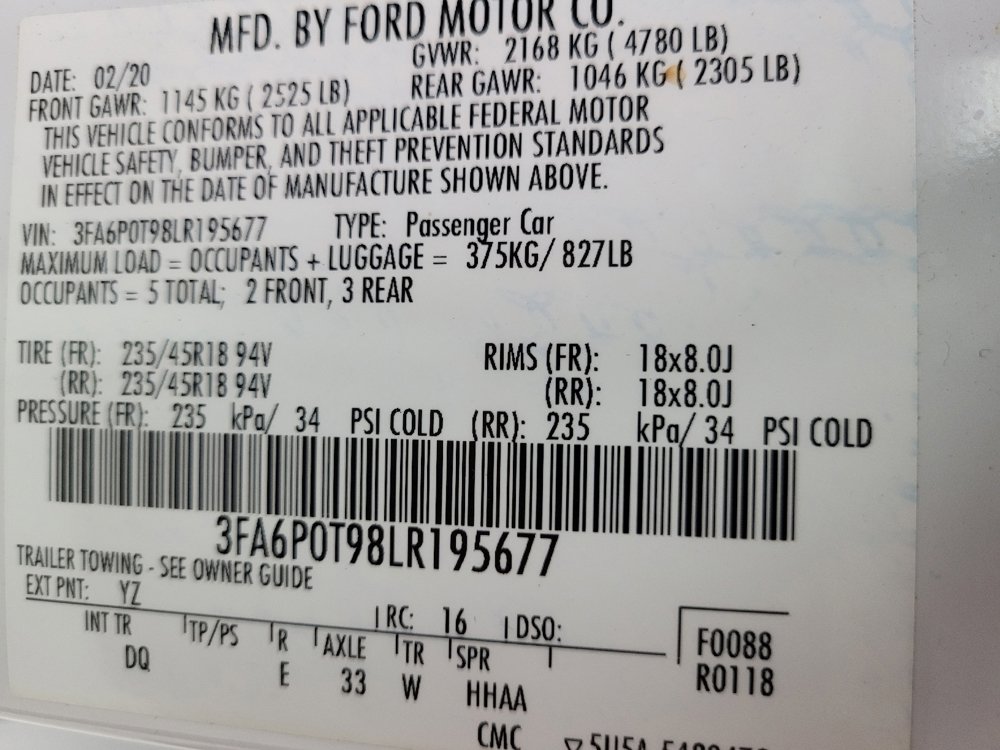 MFD. BY FORD MOTOR CO.
DATE: 02/20 GVWR: 2168 KG ( 4780 LB)
FRONT GAWR: 1145 KG ( 2525 LB) REAR GAWR: 1046 KG ( 2305 LB)
THIS VEHICLE CONFORMS TO ALL APPLICABLE FEDERAL MOTOR
VEHICLE SAFETY, BUMPER, AND THEFT PREVENTION STANDARDS
IN EFFECT ON THE DATE OF MANUFACTURE SHOWN ABOVE.
VIN: 3FA6P0T98LR195677 TYPE: Passenger Car
MAXIMUM LOAD = OCCUPANTS + LUGGAGE = 375KG/ 827LB
OCCUPANTS = 5 TOTAL; 2 FRONT, 3 REAR
TIRE (FR): 235/45R18 94V RIMS (FR): 18x8.0J
(RR): 235/45R18 94V (RR): 18x8.0J
PRESSURE (FR): 235 kPa/ 34 PSI COLD (RR): 235 kPa/ 34 PSI COLD
3FA6P0T98LR195677
TRAILER TOWING - SEE OWNER GUIDE
EXT PNT: YZ RC: 16 DSO:
INT TR TP/PS R AXLE TR SPR F0088
DQ E 33 W HHAA R0118
CMC